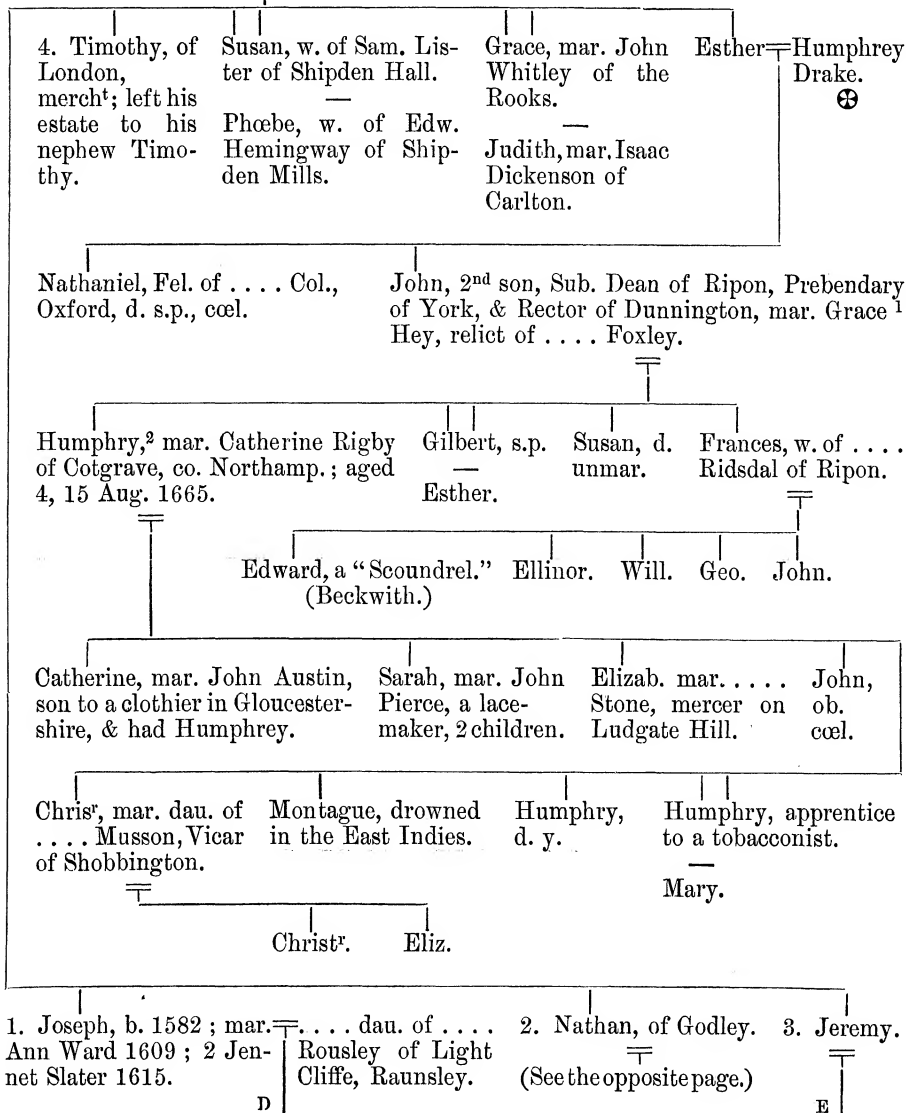 4. Timothy, of
London,
mercht; left his
estate to his
nephew Timo-
thy.
Susan, w. of Sam. Lis-
ter of Shipden Hall.
—
Phœbe, w. of Edw.
Hemingway of Ship-
den Mills.
Grace, mar. John
Whitley of the
Rooks.
—
Judith, mar. Isaac
Dickenson of
Carlton.
Esther
Humphrey
Drake.
Nathaniel, Fel. of .... Col.,
Oxford, d. s.p., cœl.
John, 2nd son, Sub. Dean of Ripon, Prebendary
of York, & Rector of Dunnington, mar. Grace 1
Hey, relict of .... Foxley.
Humphry,2 mar. Catherine Rigby
of Cotgrave, co. Northamp.; aged
4, 15 Aug. 1665.
Gilbert, s.p.
—
Esther.
Susan, d.
unmar.
Frances, w. of ....
Ridsdal of Ripon.
Edward, a "Scoundrel."
(Beckwith.)
Ellinor.
Will.
Geo.
John.
Catherine, mar. John Austin,
son to a clothier in Gloucester-
shire, & had Humphrey.
Sarah, mar. John
Pierce, a lace-
maker, 2 children.
Elizab. mar.....
Stone, mercer on
Ludgate Hill.
John,
ob.
cœl.
Chrisr, mar. dau. of
.... Musson, Vicar
of Shobbington.
Montague, drowned
in the East Indies.
Humphry,
d. y.
Humphry, apprentice
to a tobacconist.
—
Mary.
Christr.
Eliz.
1. Joseph, b. 1582 ; mar.
Ann Ward 1609 ; 2 Jen-
net Slater 1615.
.... dau. of ....
Rousley of Light
Cliffe, Raunsley.
2. Nathan, of Godley.
(See the opposite page.)
3. Jeremy.
D
E